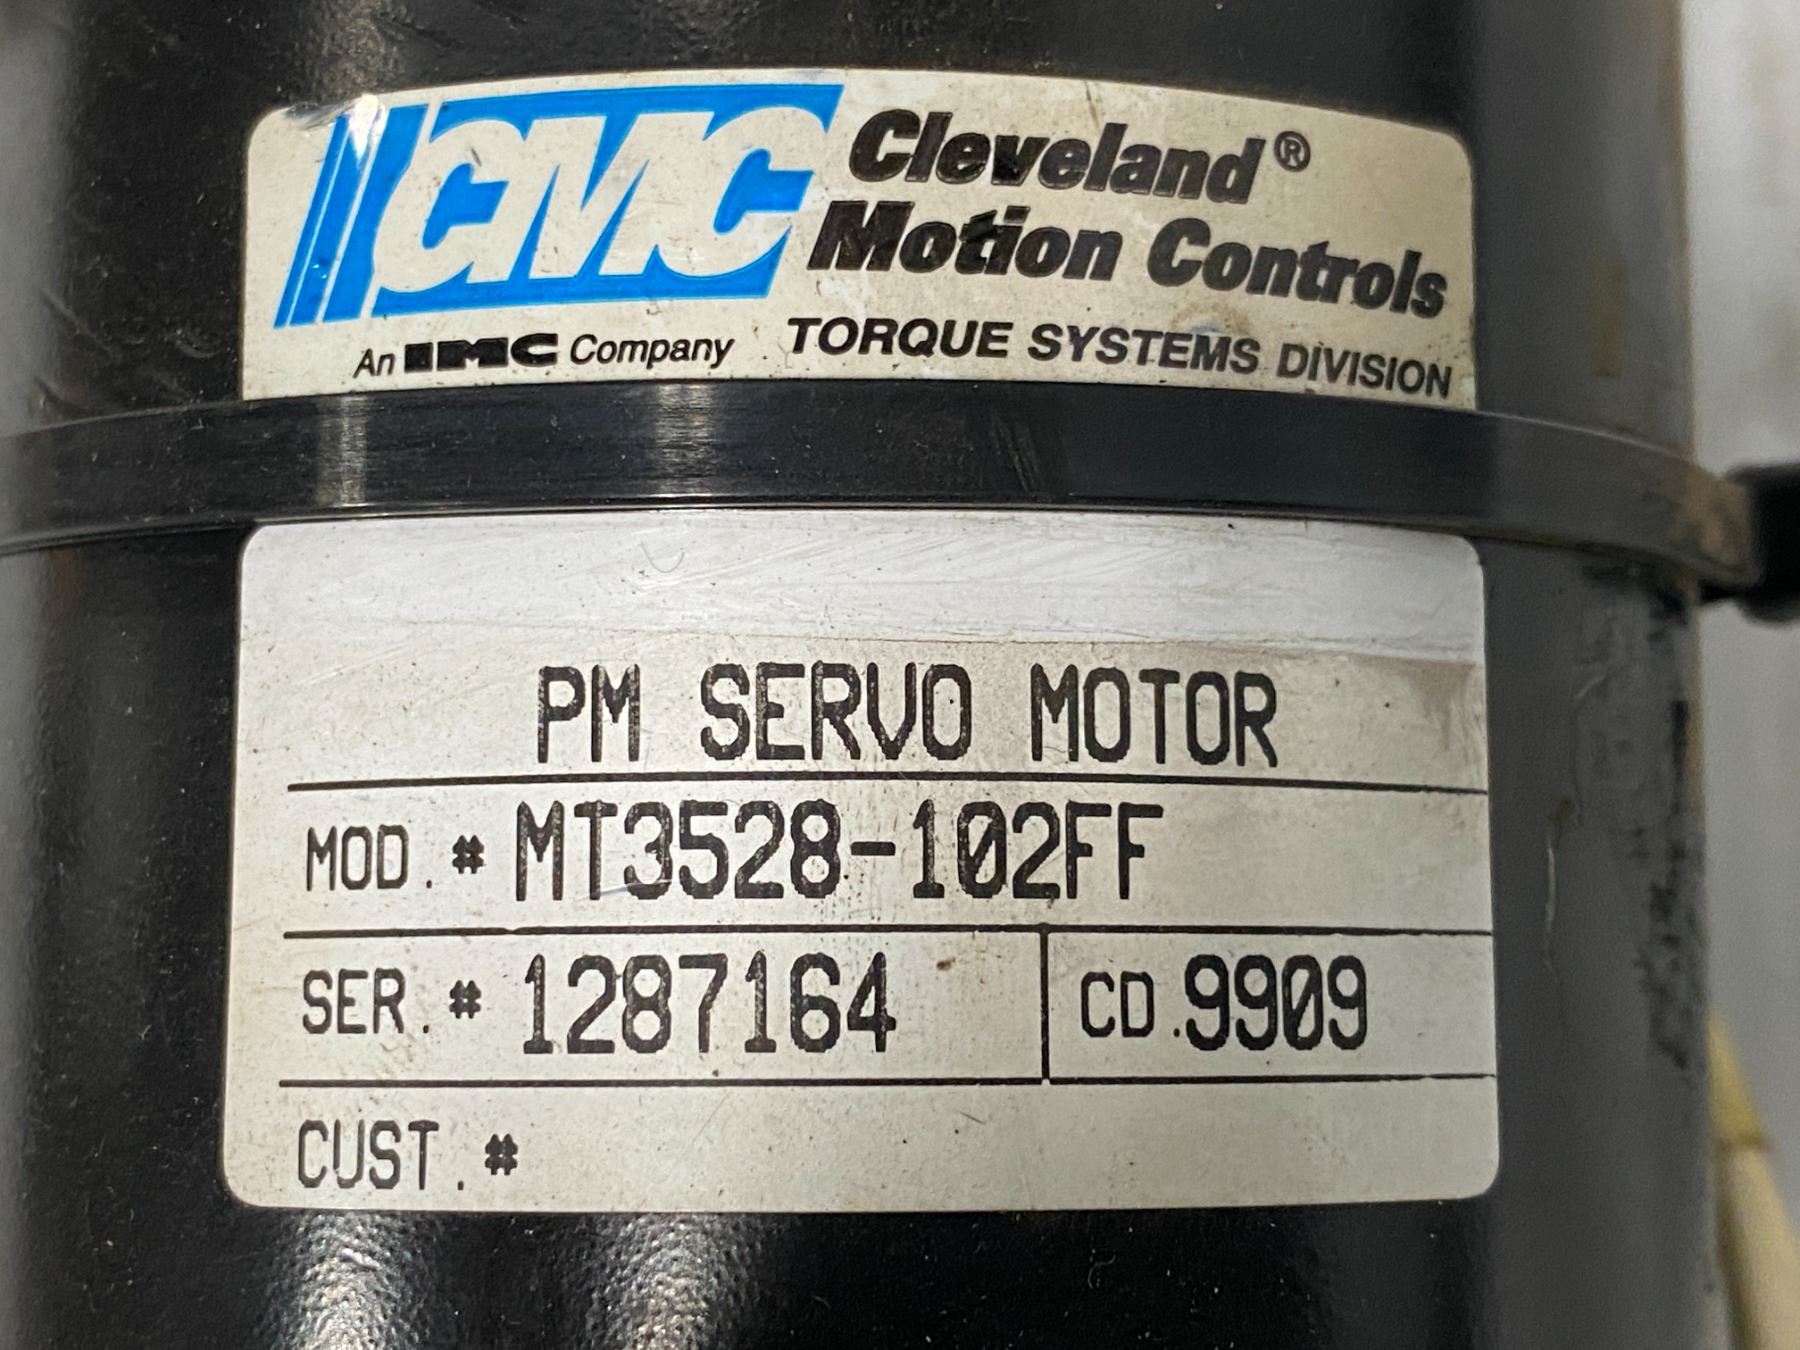 CMC Cleveland®
Motion Controls
An IMC Company TORQUE SYSTEMS DIVISION
PM SERVO MOTOR
MOD.# MT3528-102FF
SER.# 1287164 CD.9909
CUST.#